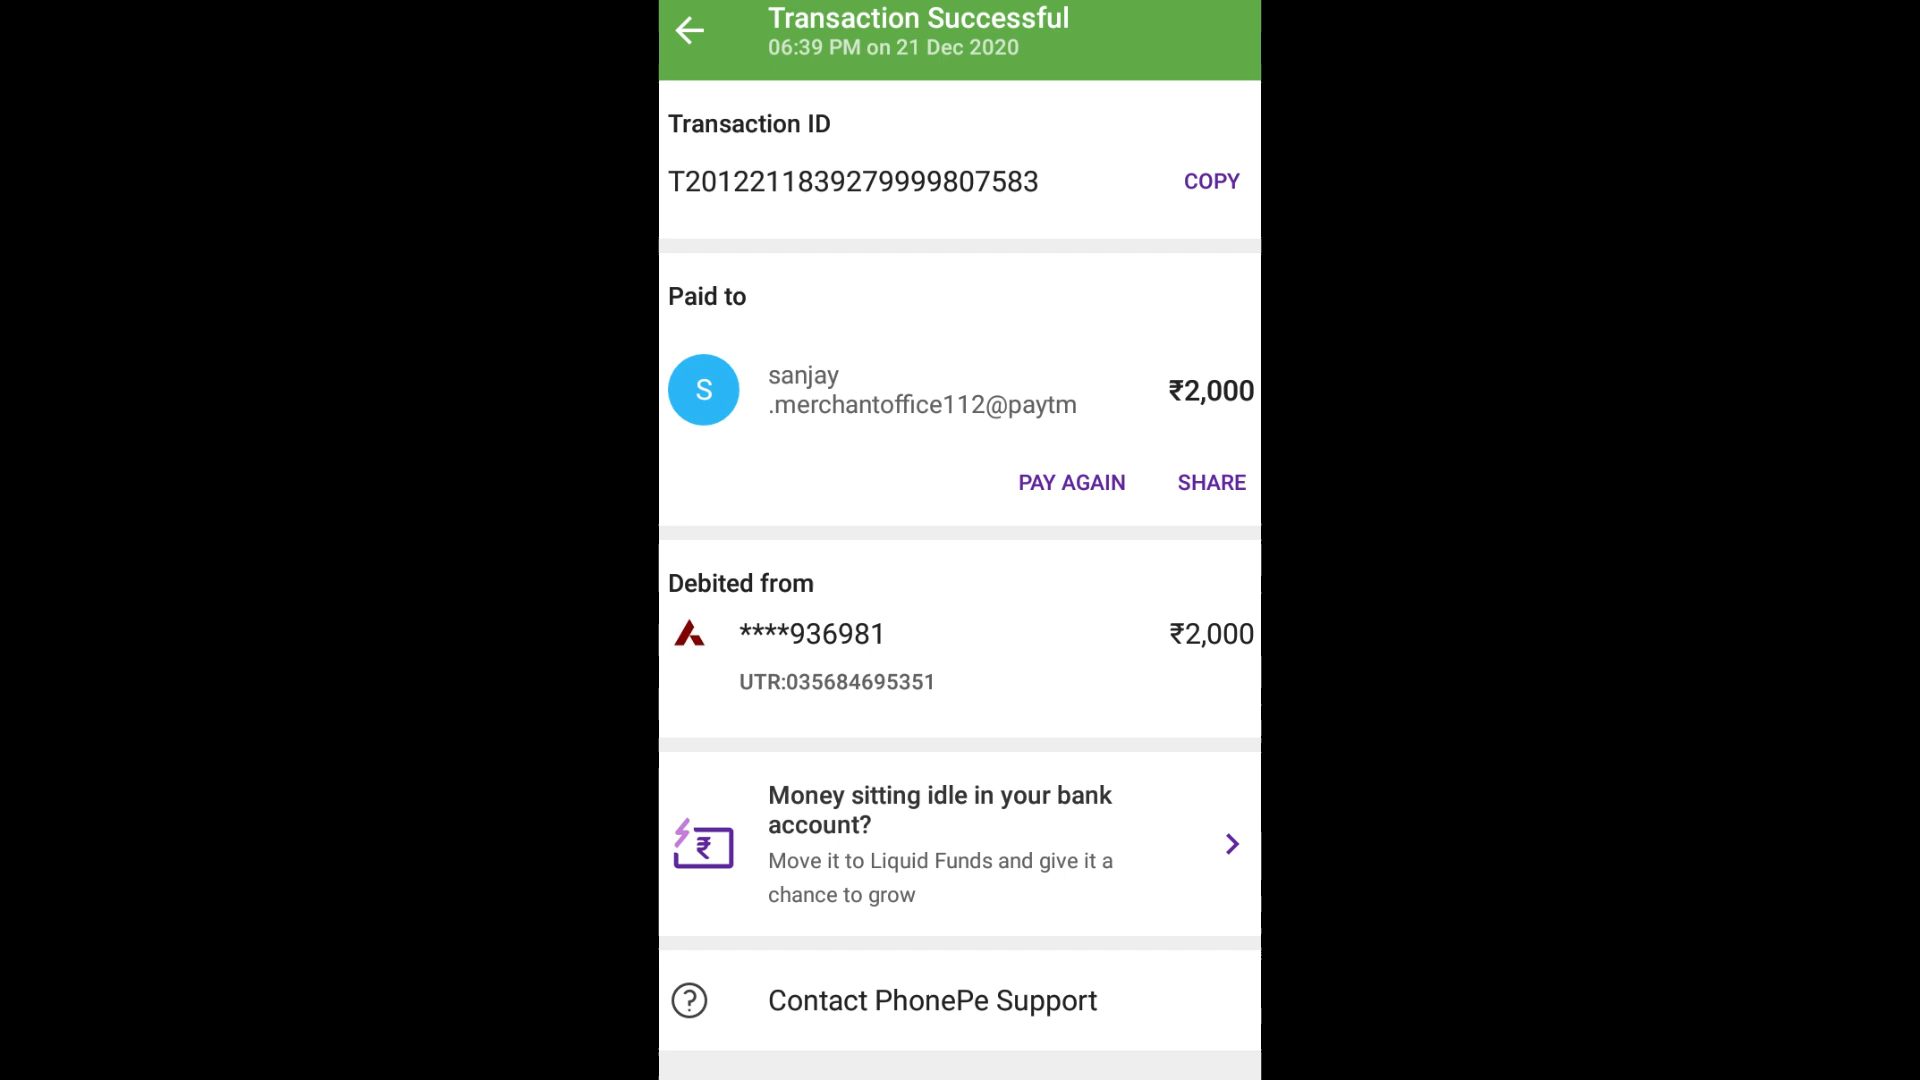 Transaction Successful
06:39 PM on 21 Dec 2020
Transaction ID
T2012211839279999807583
COPY
Paid to
S
sanjay
.merchantoffice112@paytm
₹2,000
PAY AGAIN
SHARE
Debited from
****936981
₹2,000
UTR:035684695351
Money sitting idle in your bank
account?
₹
Move it to Liquid Funds and give it a
chance to grow
?
Contact PhonePe Support